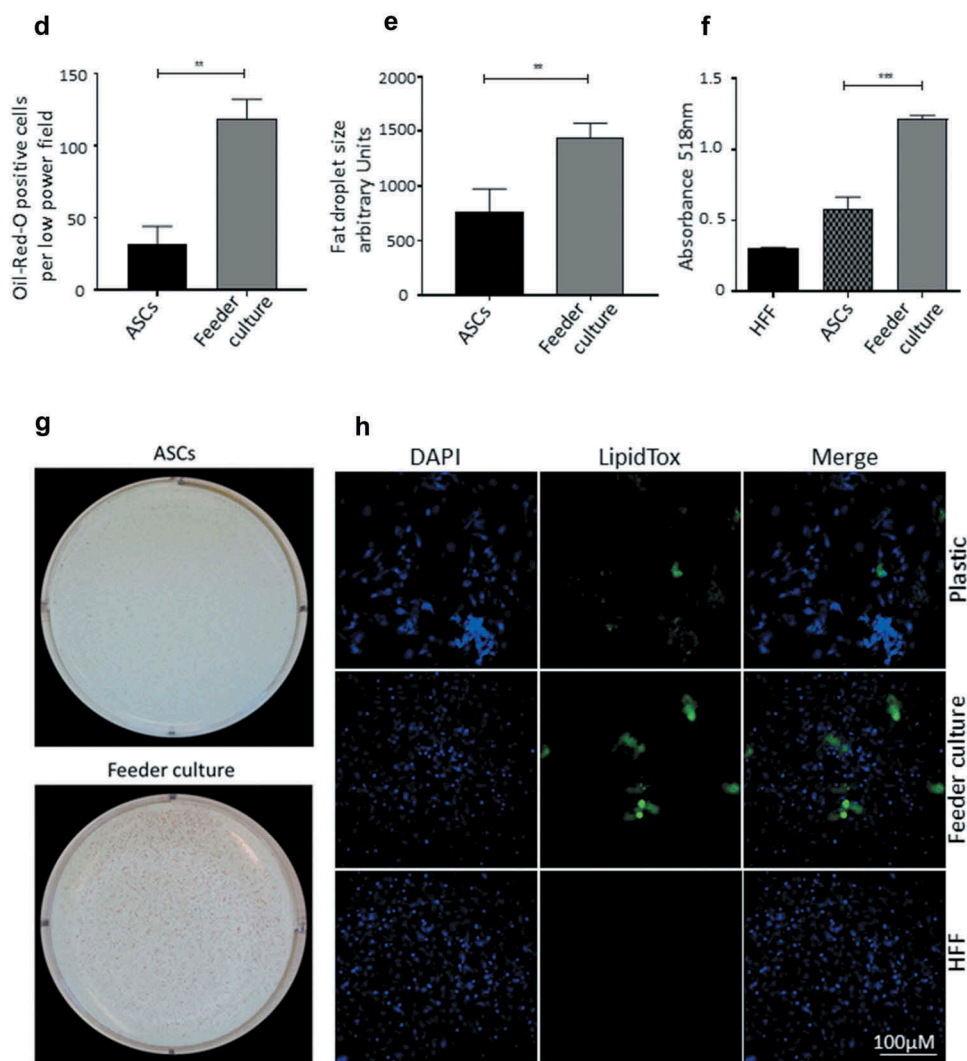 d
**
Oil-Red-O positive cells
per low power field
150
100
50
0
ASCs
Feeder
culture
e
**
Fat droplet size
arbitrary Units
2000
1500
1000
500
0
ASCs
Feeder
culture
f
***
Absorbance 518nm
1.5
1.0
0.5
0
HFF
ASCs
Feeder
culture
g
ASCs
Feeder culture
h
DAPI LipidTox Merge
Plastic
Feeder culture
HFF
100µM